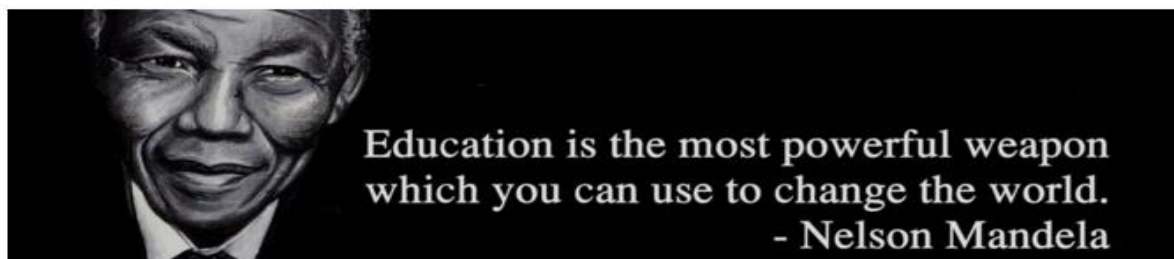 Education is the most powerful weapon
which you can use to change the world.
- Nelson Mandela